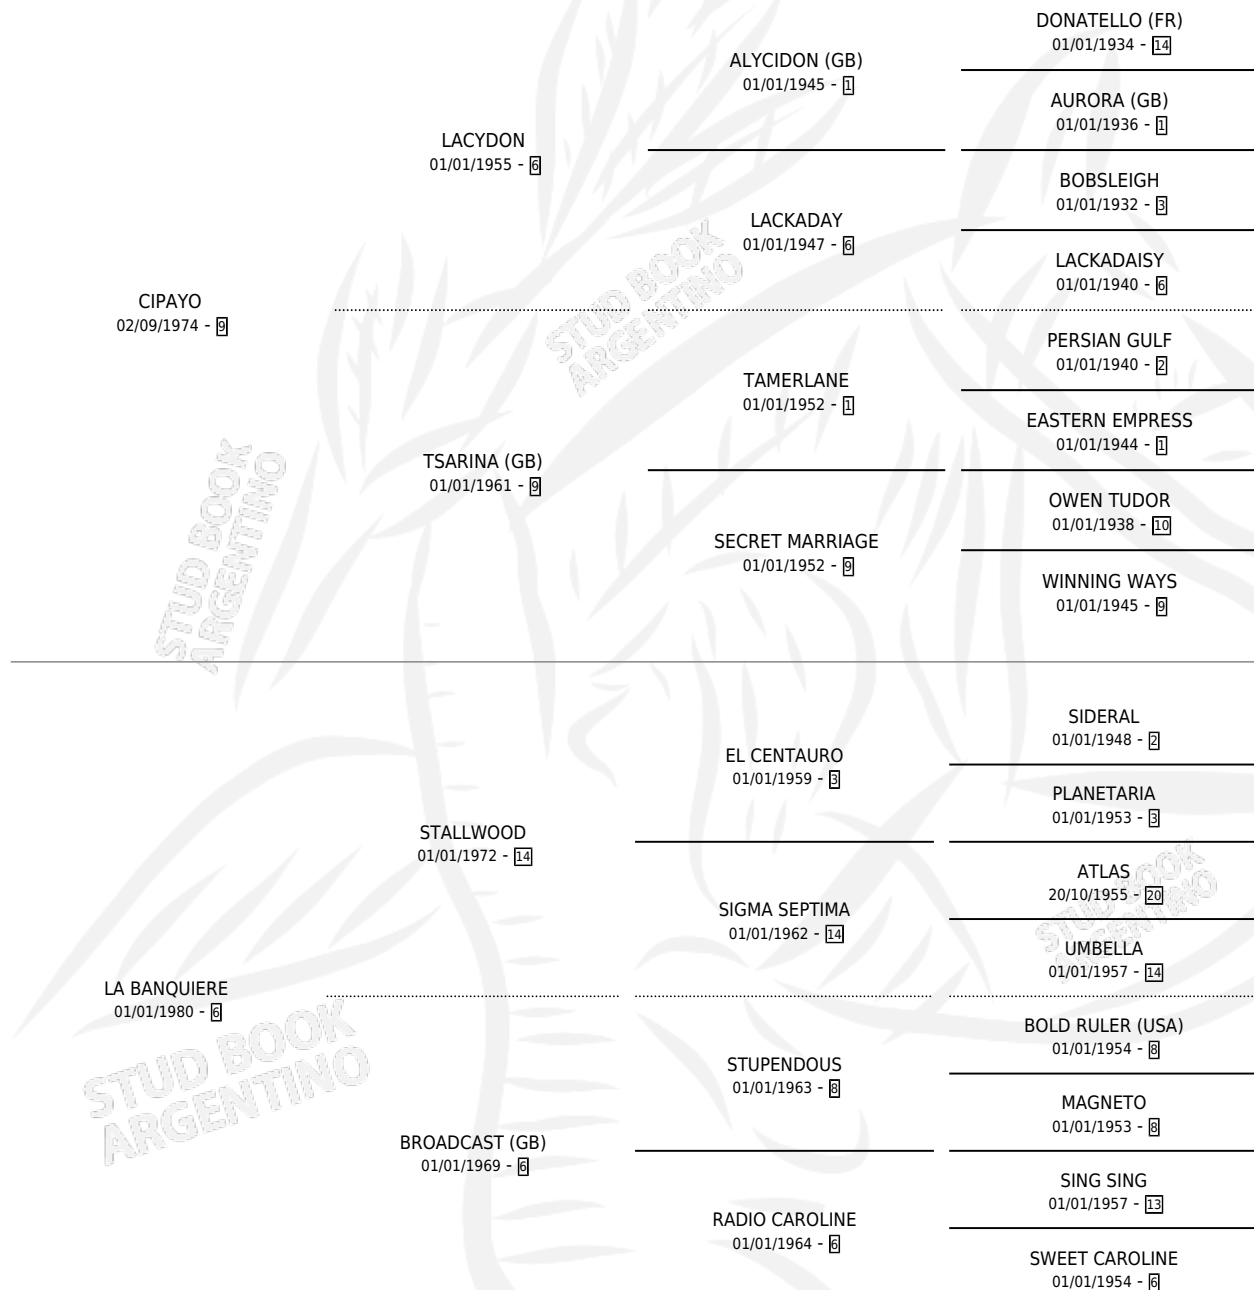 DONATELLO (FR)
01/01/1934 - 14
ALYCIDON (GB)
01/01/1945 - 1
AURORA (GB)
01/01/1936 - 1
LACYDON
01/01/1955 - 6
BOBSLEIGH
01/01/1932 - 3
LACKADAY
01/01/1947 - 6
LACKADAISY
01/01/1940 - 6
CIPAYO
02/09/1974 - 9
PERSIAN GULF
01/01/1940 - 2
TAMERLANE
01/01/1952 - 1
EASTERN EMPRESS
01/01/1944 - 1
TSARINA (GB)
01/01/1961 - 9
OWEN TUDOR
01/01/1938 - 10
SECRET MARRIAGE
01/01/1952 - 9
WINNING WAYS
01/01/1945 - 9
SIDERAL
01/01/1948 - 2
EL CENTAURO
01/01/1959 - 3
PLANETARIA
01/01/1953 - 3
STALLWOOD
01/01/1972 - 14
ATLAS
20/10/1955 - 20
SIGMA SEPTIMA
01/01/1962 - 14
UMBELLA
01/01/1957 - 14
LA BANQUIERE
01/01/1980 - 6
BOLD RULER (USA)
01/01/1954 - 8
STUPENDOUS
01/01/1963 - 8
MAGNETO
01/01/1953 - 8
BROADCAST (GB)
01/01/1969 - 6
SING SING
01/01/1957 - 13
RADIO CAROLINE
01/01/1964 - 6
SWEET CAROLINE
01/01/1954 - 6
STUD BOOK
ARGENTINO
STUD BOOK
ARGENTINO
STUD BOOK
ARGENTINO
STUD BOOK
ARGENTINO